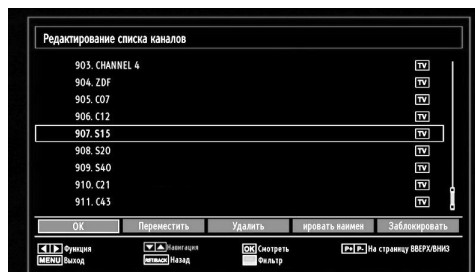 Редактирование списка каналов
903. CHANNEL 4 TV
904. ZDF TV
905. C07 TV
906. C12 TV
907. S15 TV
908. S20 TV
909. S40 TV
910. C21 TV
911. C43 TV
OK Переместить Удалить ировать наимен Заблокировать
Функция Навигация OK Смотреть P+ P- На страницу ВВЕРХ/ВНИЗ
MENU Выход RET/BACK Назад Фильтр